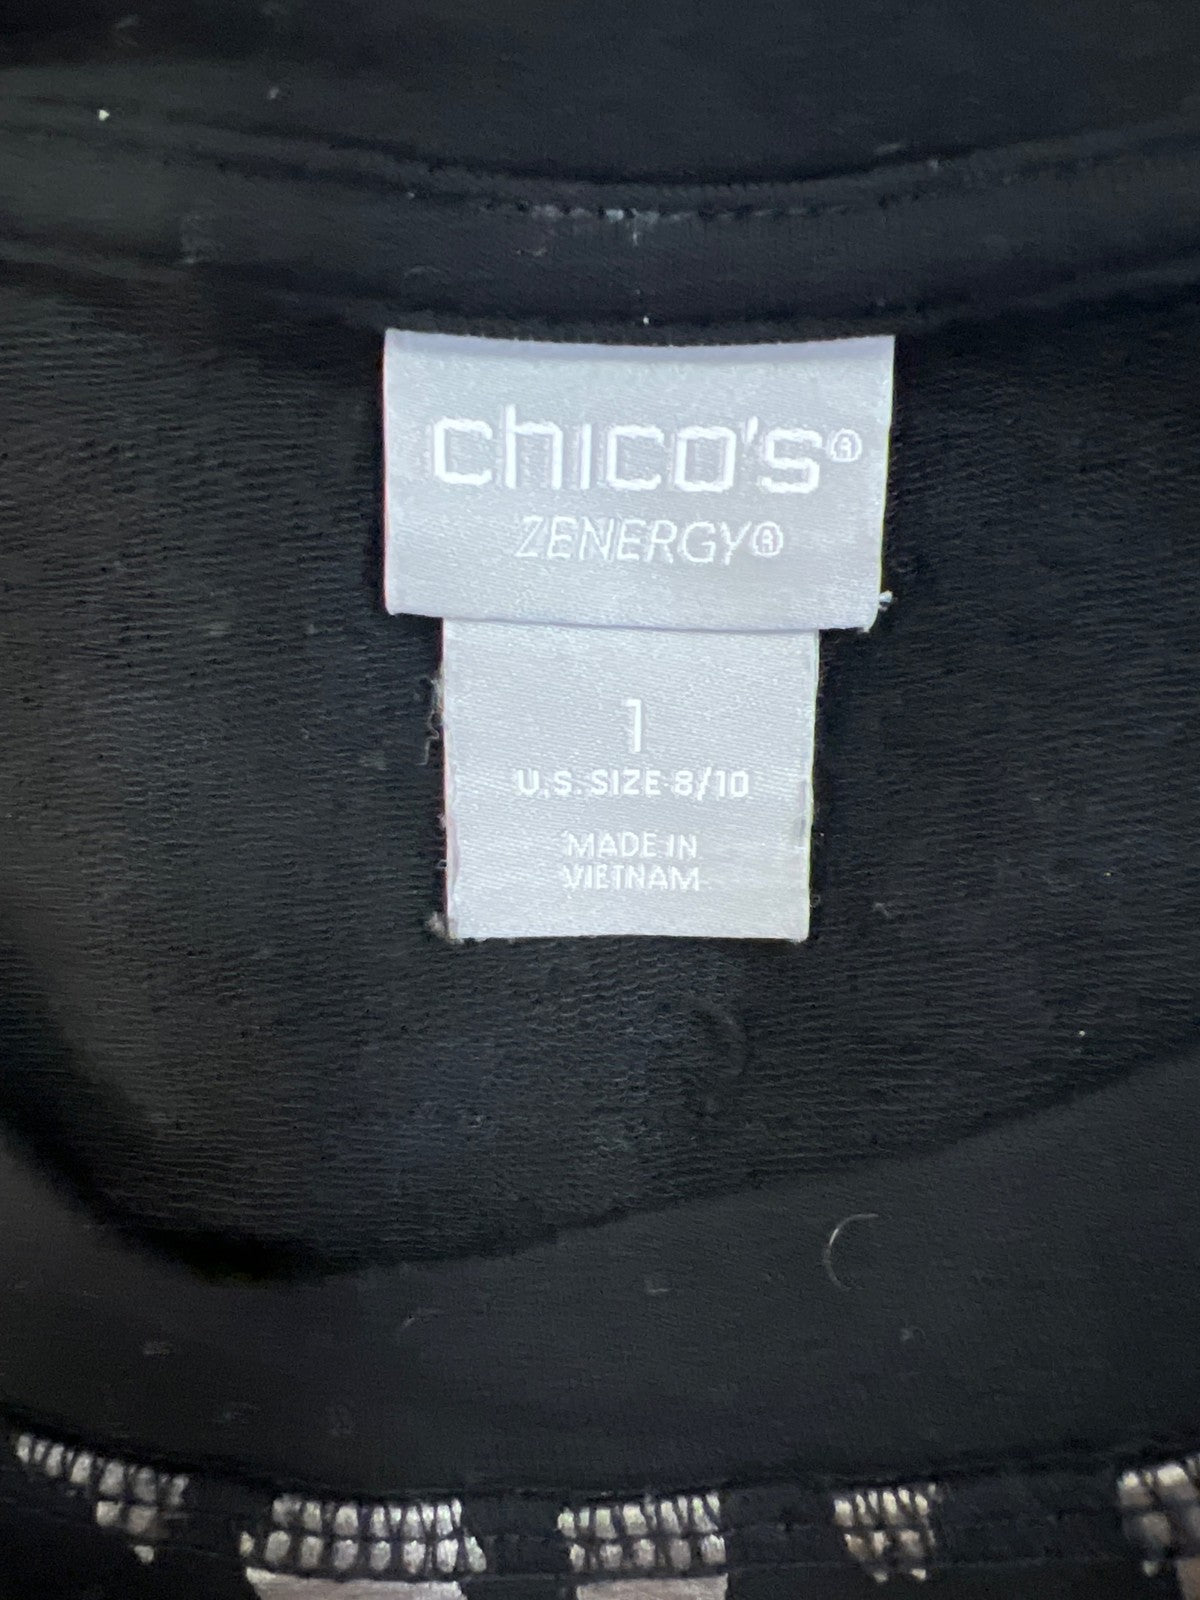 chico's®
ZENERGY®
1
U.S. SIZE 8/10
MADE IN
VIETNAM